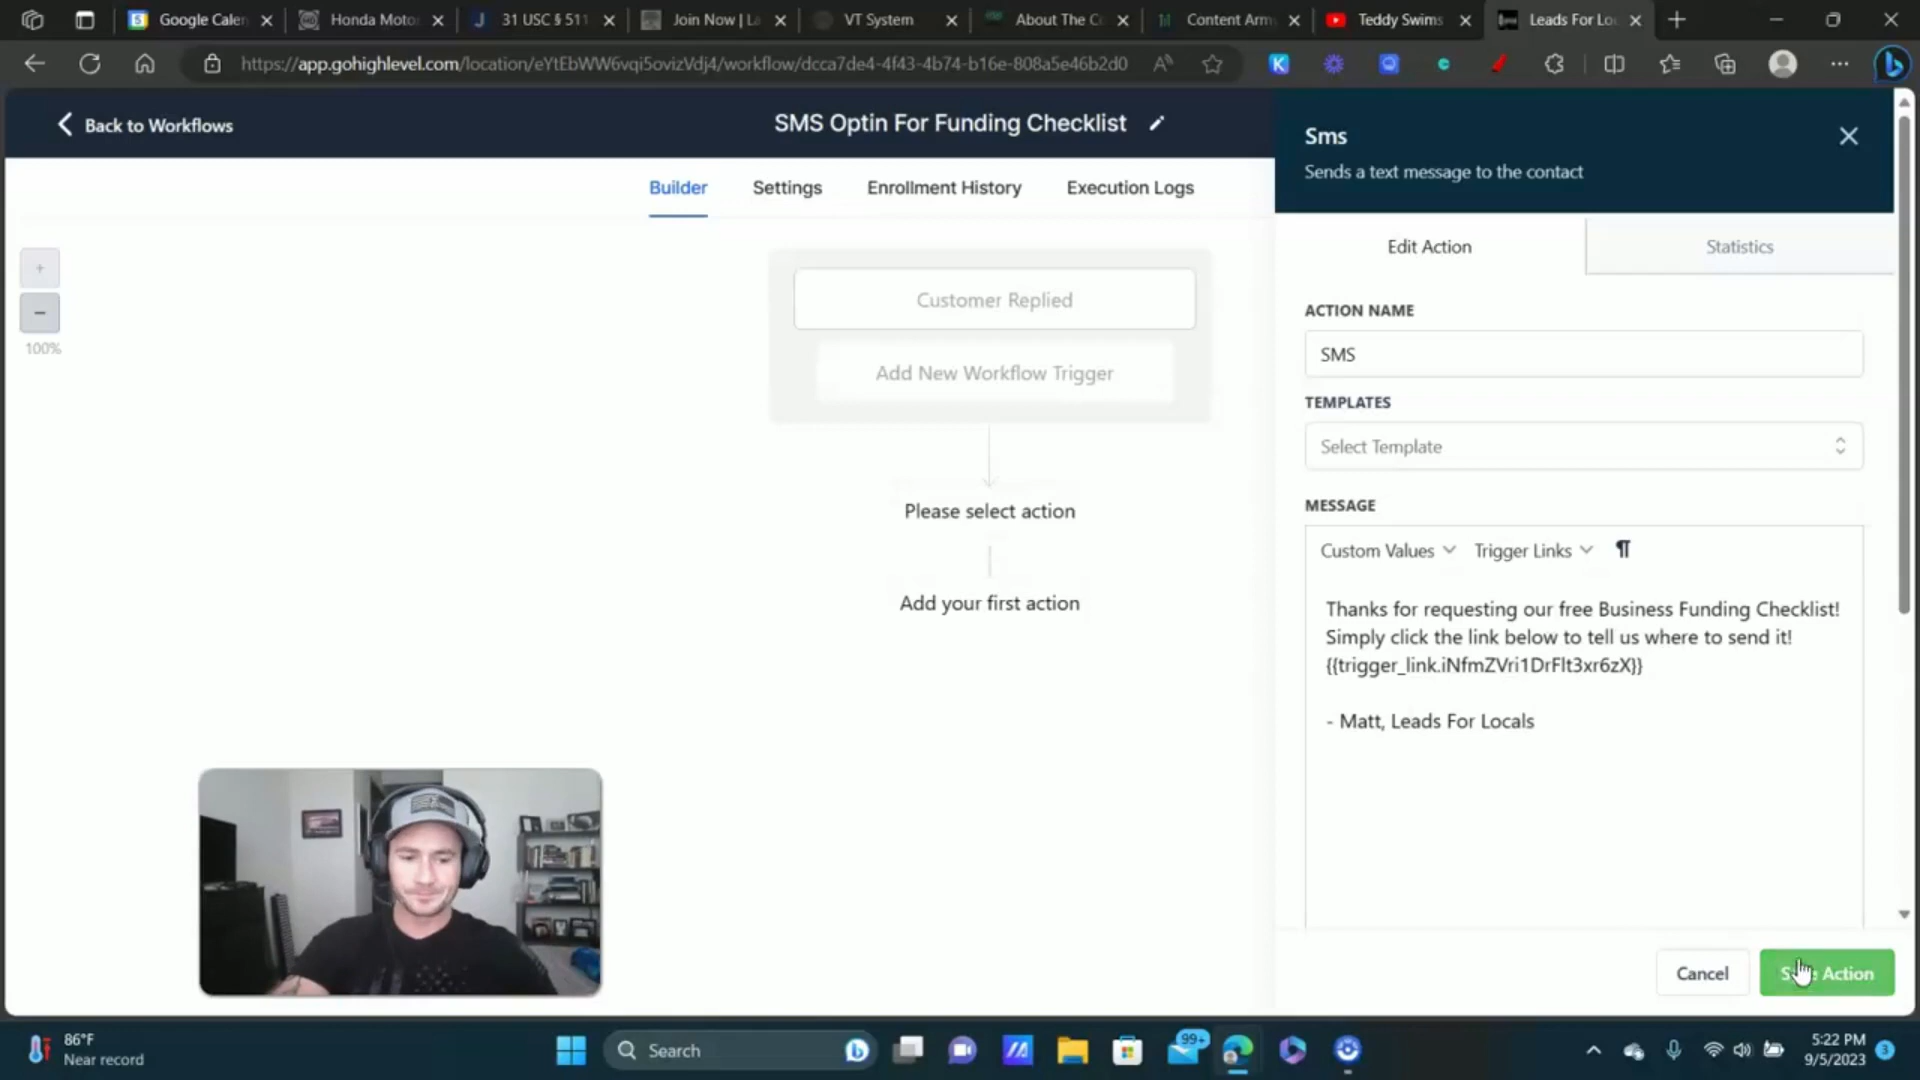 Google Caler
Honda Moto
J 31 USC § 511
Join Now | La
VT System
About The C
Content Arm
Teddy Swims
Leads For Loc
https://app.gohighlevel.com/location/eYtEbWW6vqi5ovizVdj4/workflow/dcca7de4-4f43-4b74-b16e-808a5e46b2d0
Back to Workflows
SMS Optin For Funding Checklist
Builder
Settings
Enrollment History
Execution Logs
100%
Customer Replied
Add New Workflow Trigger
Please select action
Add your first action
Sms
Sends a text message to the contact
Edit Action
Statistics
ACTION NAME
SMS
TEMPLATES
Select Template
MESSAGE
Custom Values
Trigger Links
Thanks for requesting our free Business Funding Checklist!
Simply click the link below to tell us where to send it!
{{trigger_link.iNfmZVri1DrFlt3xr6zX}}
- Matt, Leads For Locals
Cancel
Action
86°F
Near record
Search
99+
5:22 PM
9/5/2023
3